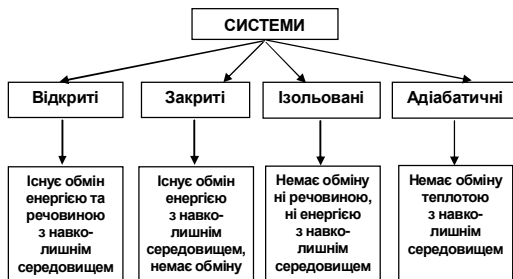 СИСТЕМИ
Відкриті
Закриті
Ізольовані
Адіабатичні
Існує обмін
енергією та
речовиною
з навко-
лишнім
середовищем
Існує обмін
енергією
з навко-
лишнім
середовищем,
немає обміну
Немає обміну
ні речовиною,
ні енергією
з навко-
лишнім
середовищем
Немає обміну
теплотою
з навко-
лишнім
середовищем